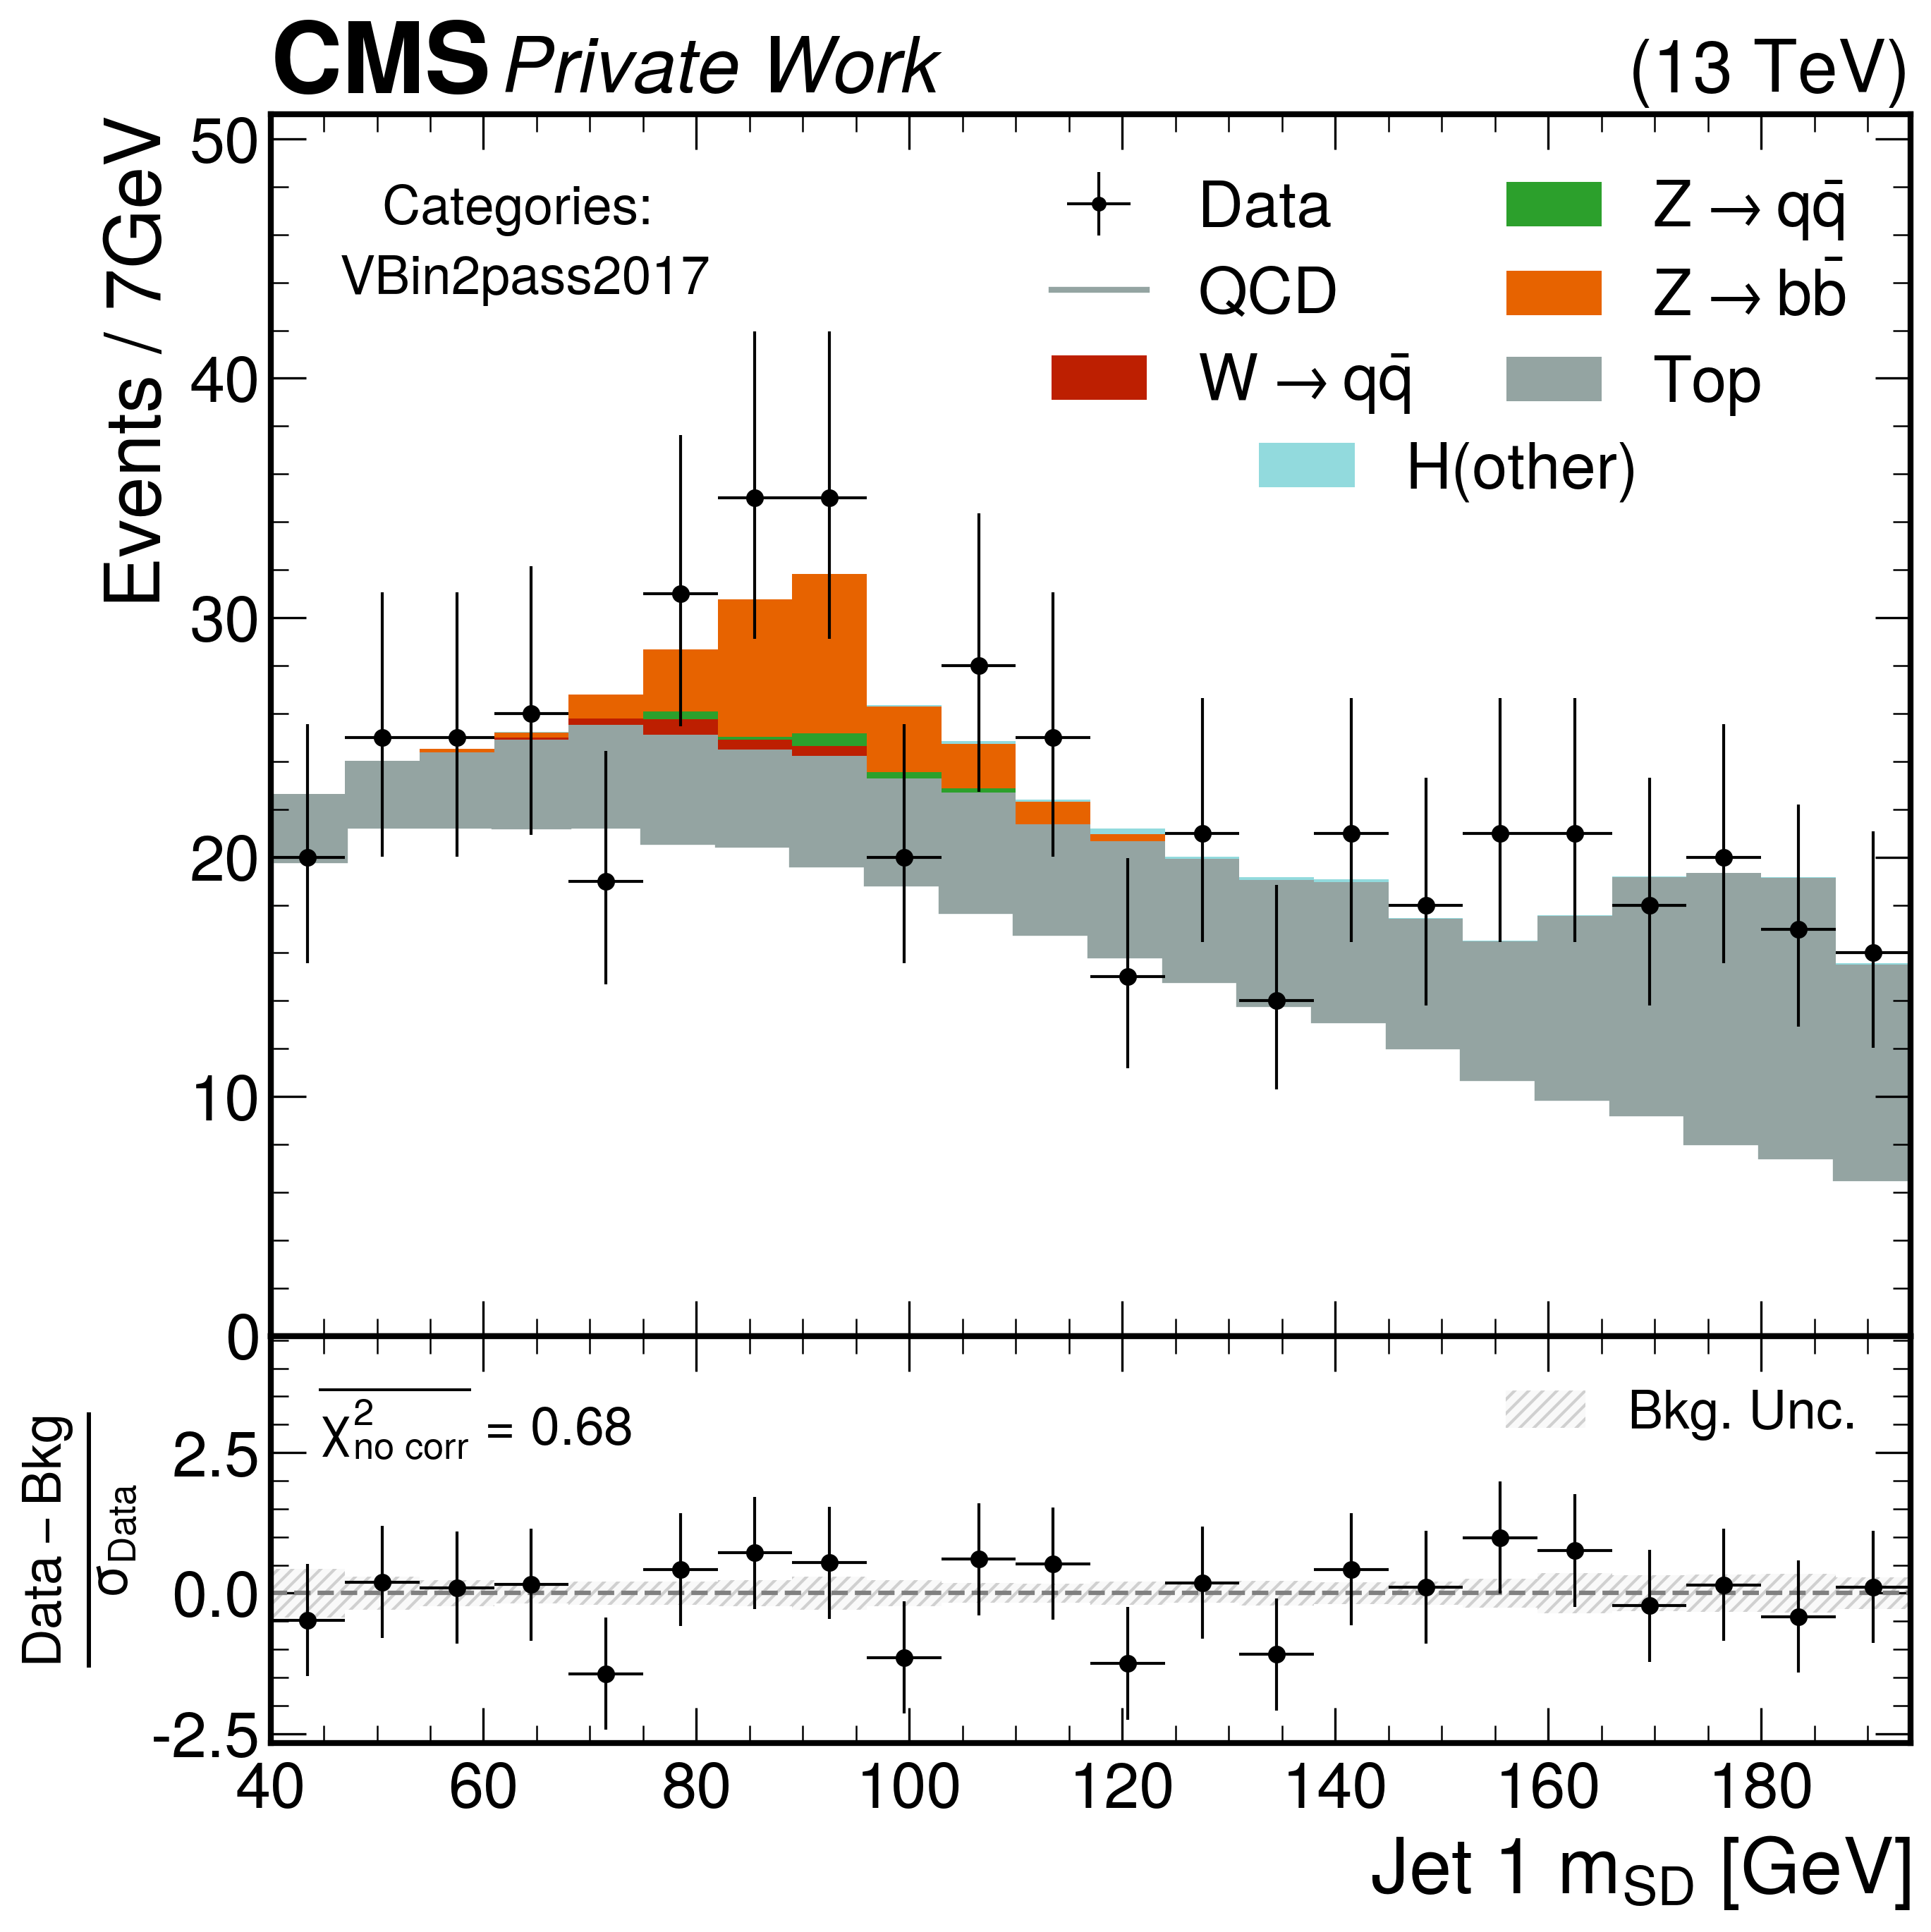 CMS Private Work (13 TeV)
Events / 7GeV
50
40
30
20
10
0
Categories:
VBin2pass2017
Data
QCD
W → qq̄
Z → qq̄
Z → bb̄
Top
H(other)
Data − Bkg
σData
2.5
0.0
-2.5
χ²no corr = 0.68
Bkg. Unc.
40 60 80 100 120 140 160 180
Jet 1 mSD [GeV]